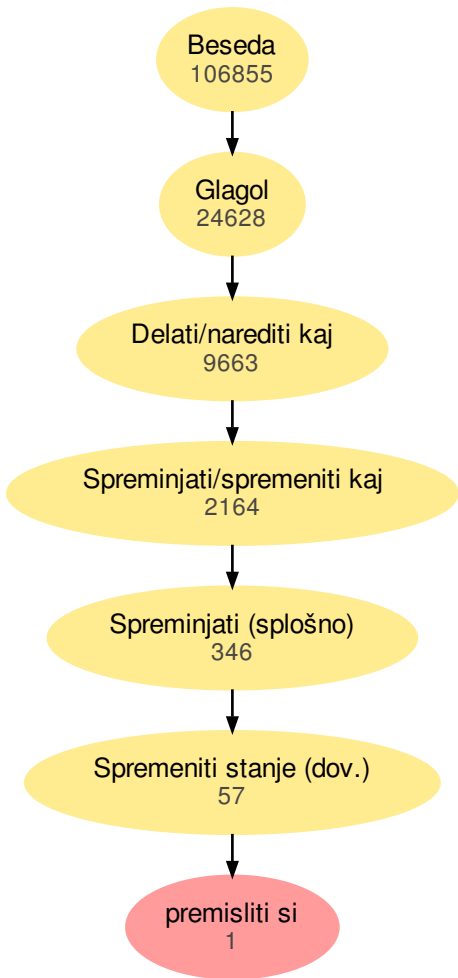 Beseda
106855
Glagol
24628
Delati/narediti kaj
9663
Spreminjati/spremeniti kaj
2164
Spreminjati (splošno)
346
Spremeniti stanje (dov.)
57
premisliti si
1